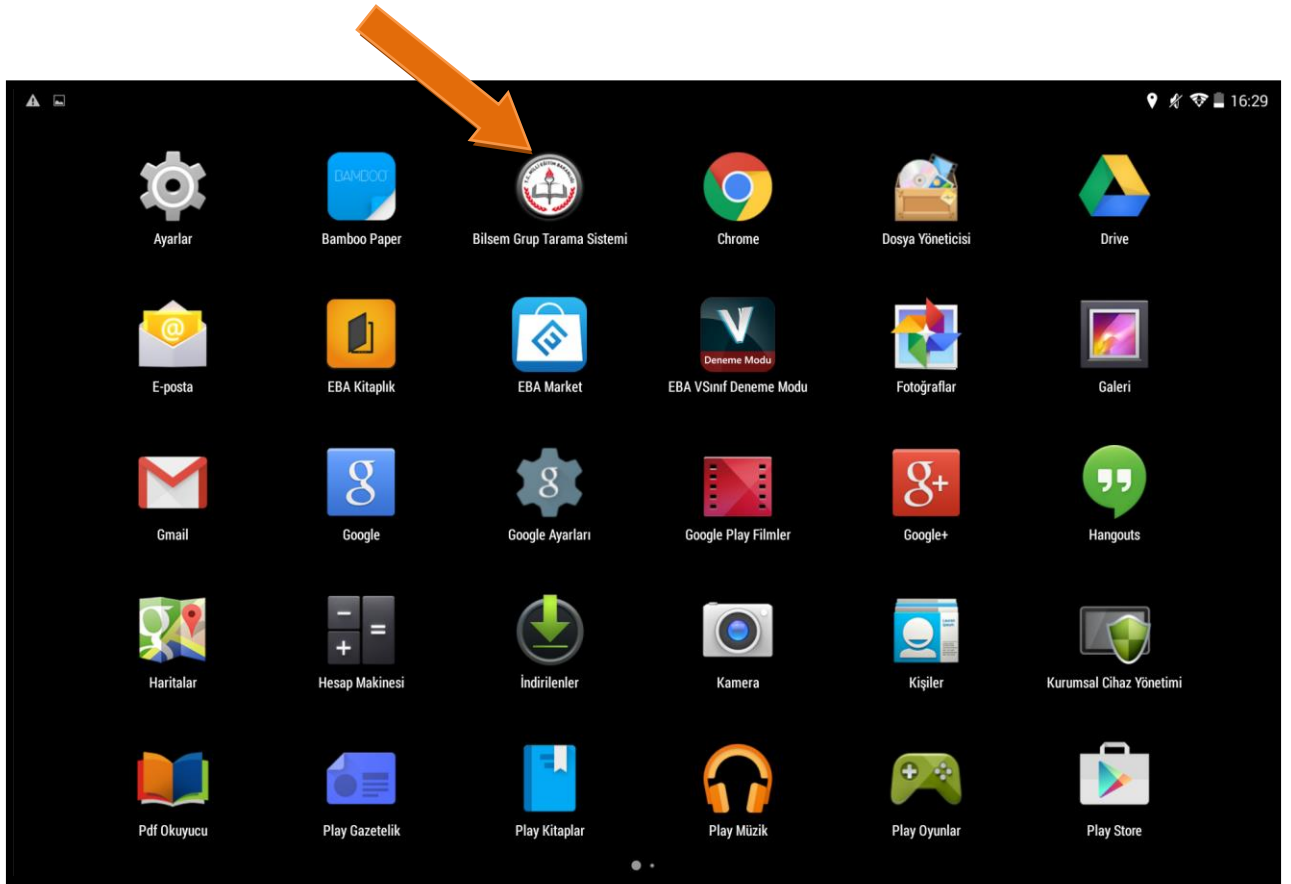 16:29
BAMBOO
Ayarlar
Bamboo Paper
Bilsem Grup Tarama Sistemi
Chrome
Dosya Yöneticisi
Drive
Deneme Modu
E-posta
EBA Kitaplık
EBA Market
EBA VSınıf Deneme Modu
Fotoğraflar
Galeri
Gmail
Google
Google Ayarları
Google Play Filmler
Google+
Hangouts
Haritalar
Hesap Makinesi
İndirilenler
Kamera
Kişiler
Kurumsal Cihaz Yönetimi
Pdf Okuyucu
Play Gazetelik
Play Kitaplar
Play Müzik
Play Oyunlar
Play Store